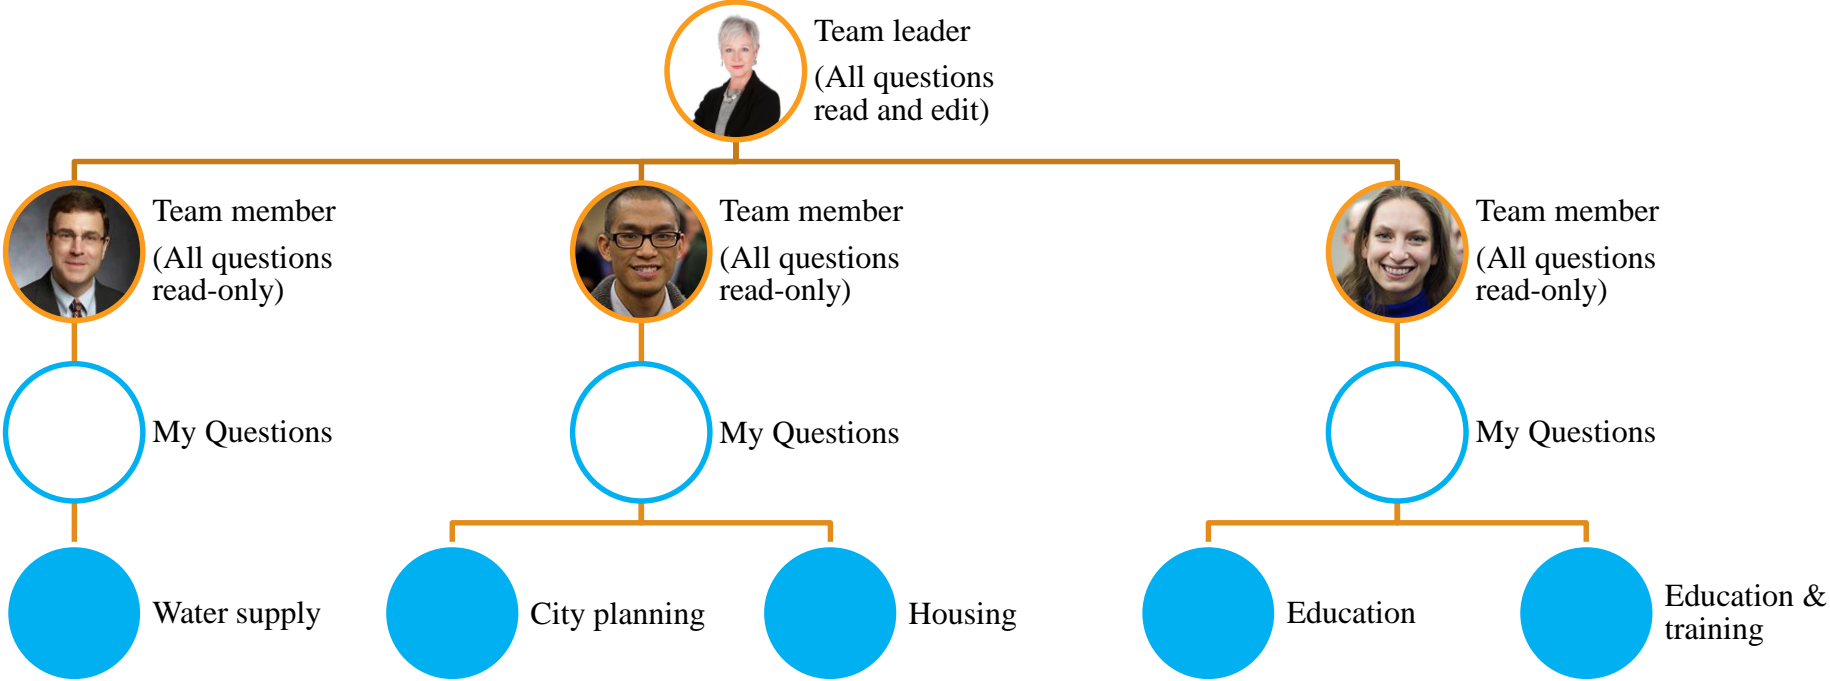 Team leader
(All questions
read and edit)
Team member
(All questions
read-only)
Team member
(All questions
read-only)
Team member
(All questions
read-only)
My Questions
My Questions
My Questions
Water supply
City planning
Housing
Education
Education &
training